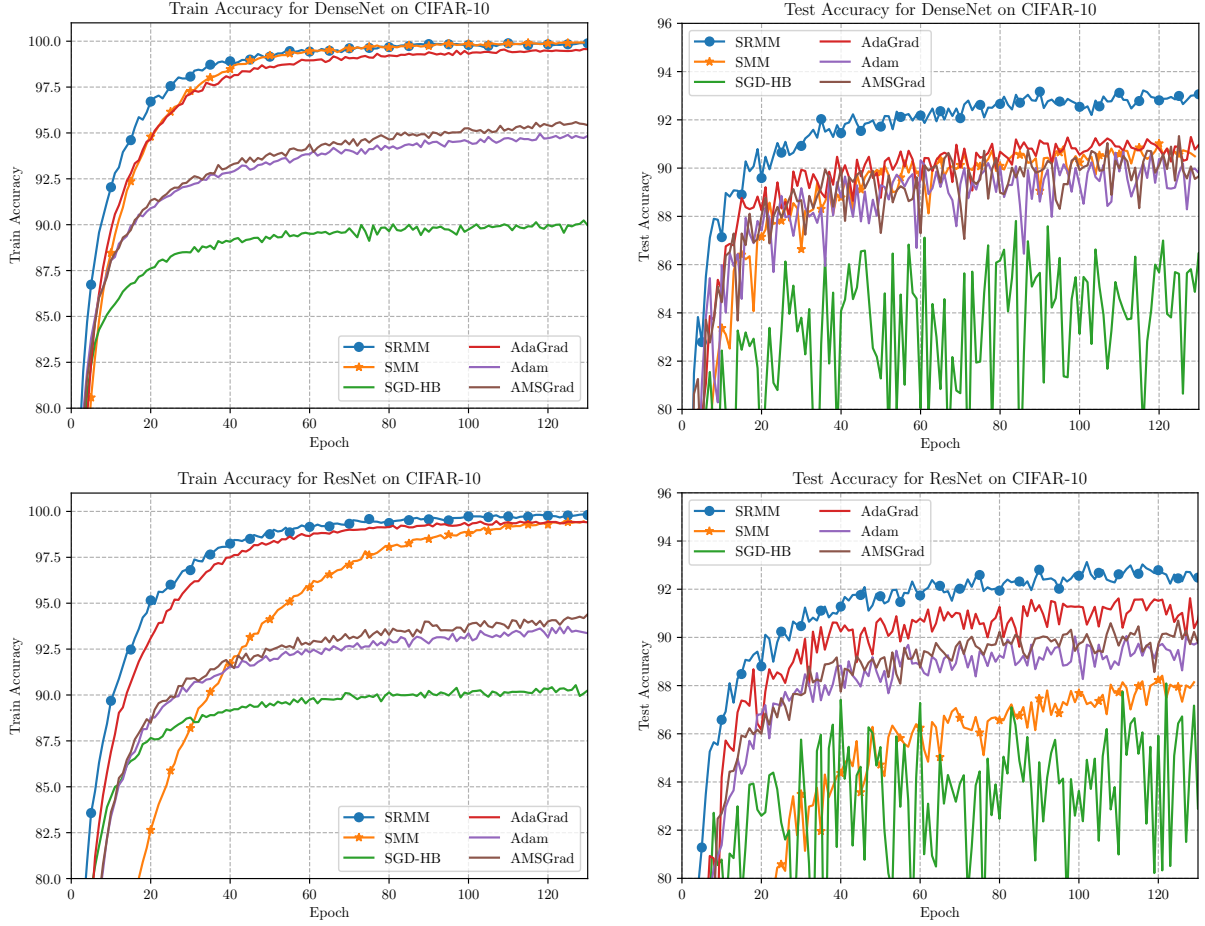 Train Accuracy for DenseNet on CIFAR-10
100.0
97.5
95.0
92.5
90.0
87.5
85.0
82.5
80.0
Train Accuracy
SRMM AdaGrad
SMM Adam
SGD-HB AMSGrad
0 20 40 60 80 100 120
Epoch
Test Accuracy for DenseNet on CIFAR-10
96
94
92
90
88
86
84
82
80
Test Accuracy
SRMM AdaGrad
SMM Adam
SGD-HB AMSGrad
0 20 40 60 80 100 120
Epoch
Train Accuracy for ResNet on CIFAR-10
100.0
97.5
95.0
92.5
90.0
87.5
85.0
82.5
80.0
Train Accuracy
SRMM AdaGrad
SMM Adam
SGD-HB AMSGrad
0 20 40 60 80 100 120
Epoch
Test Accuracy for ResNet on CIFAR-10
96
94
92
90
88
86
84
82
80
Test Accuracy
SRMM AdaGrad
SMM Adam
SGD-HB AMSGrad
0 20 40 60 80 100 120
Epoch